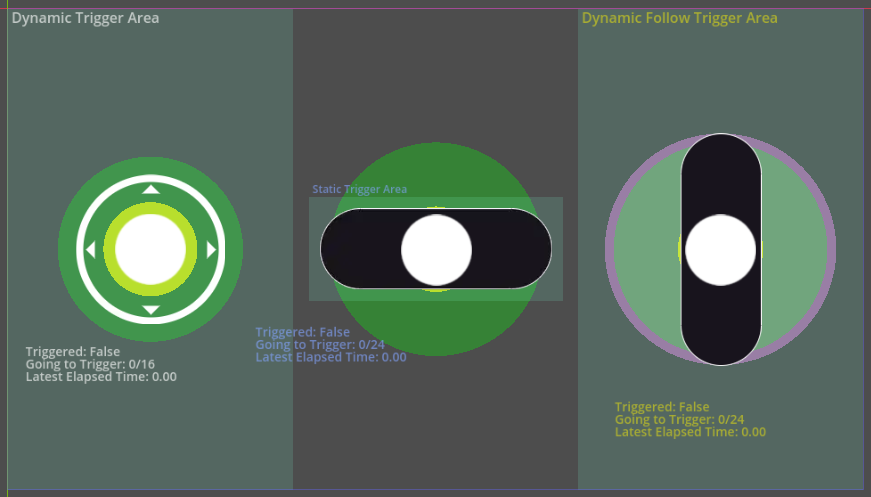 Dynamic Trigger Area
Dynamic Follow Trigger Area
Static Trigger Area
Triggered: False
Going to Trigger: 0/16
Latest Elapsed Time: 0.00
Triggered: False
Going to Trigger: 0/24
Latest Elapsed Time: 0.00
Triggered: False
Going to Trigger: 0/24
Latest Elapsed Time: 0.00